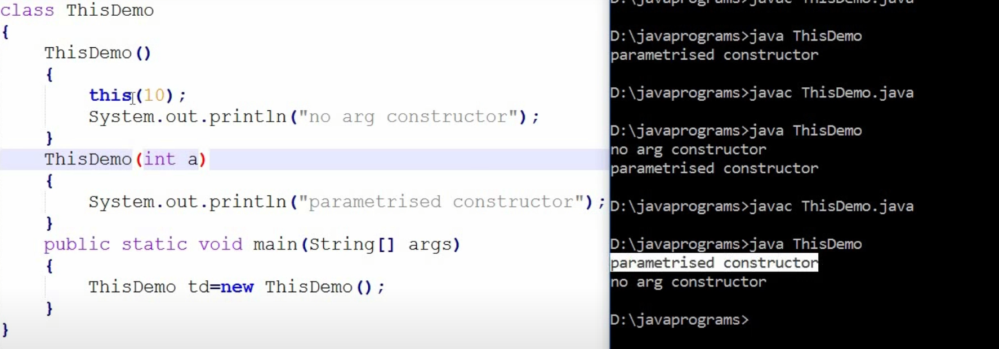 class ThisDemo
{
ThisDemo()
{
this(10);
System.out.println("no arg constructor");
}
ThisDemo(int a)
{
System.out.println("parametrised constructor");
}
public static void main(String[] args)
{
ThisDemo td=new ThisDemo();
}
}
D:\javaprograms>javac ThisDemo.java
D:\javaprograms>java ThisDemo
parametrised constructor
D:\javaprograms>javac ThisDemo.java
D:\javaprograms>java ThisDemo
no arg constructor
parametrised constructor
D:\javaprograms>javac ThisDemo.java
D:\javaprograms>java ThisDemo
parametrised constructor
no arg constructor
D:\javaprograms>